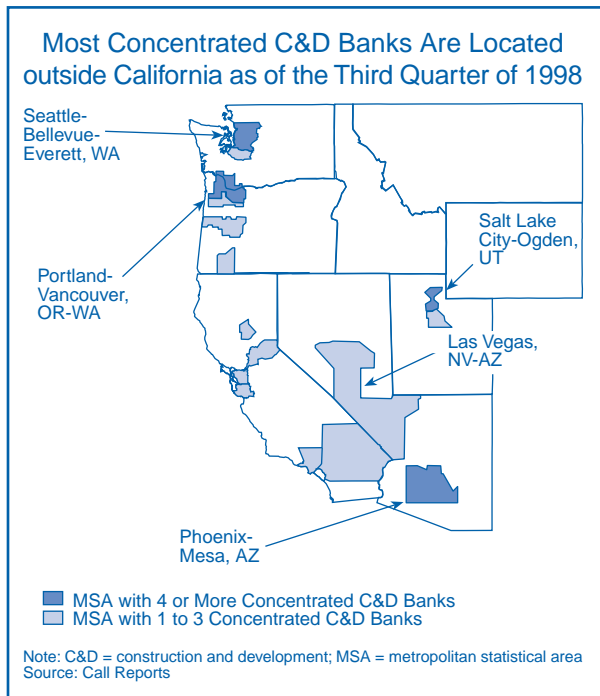 Most Concentrated C&D Banks Are Located
outside California as of the Third Quarter of 1998
Seattle-
Bellevue-
Everett, WA
Salt Lake
City-Ogden,
UT
Portland-
Vancouver,
OR-WA
Las Vegas,
NV-AZ
Phoenix-
Mesa, AZ
MSA with 4 or More Concentrated C&D Banks
MSA with 1 to 3 Concentrated C&D Banks
Note: C&D = construction and development; MSA = metropolitan statistical area
Source: Call Reports